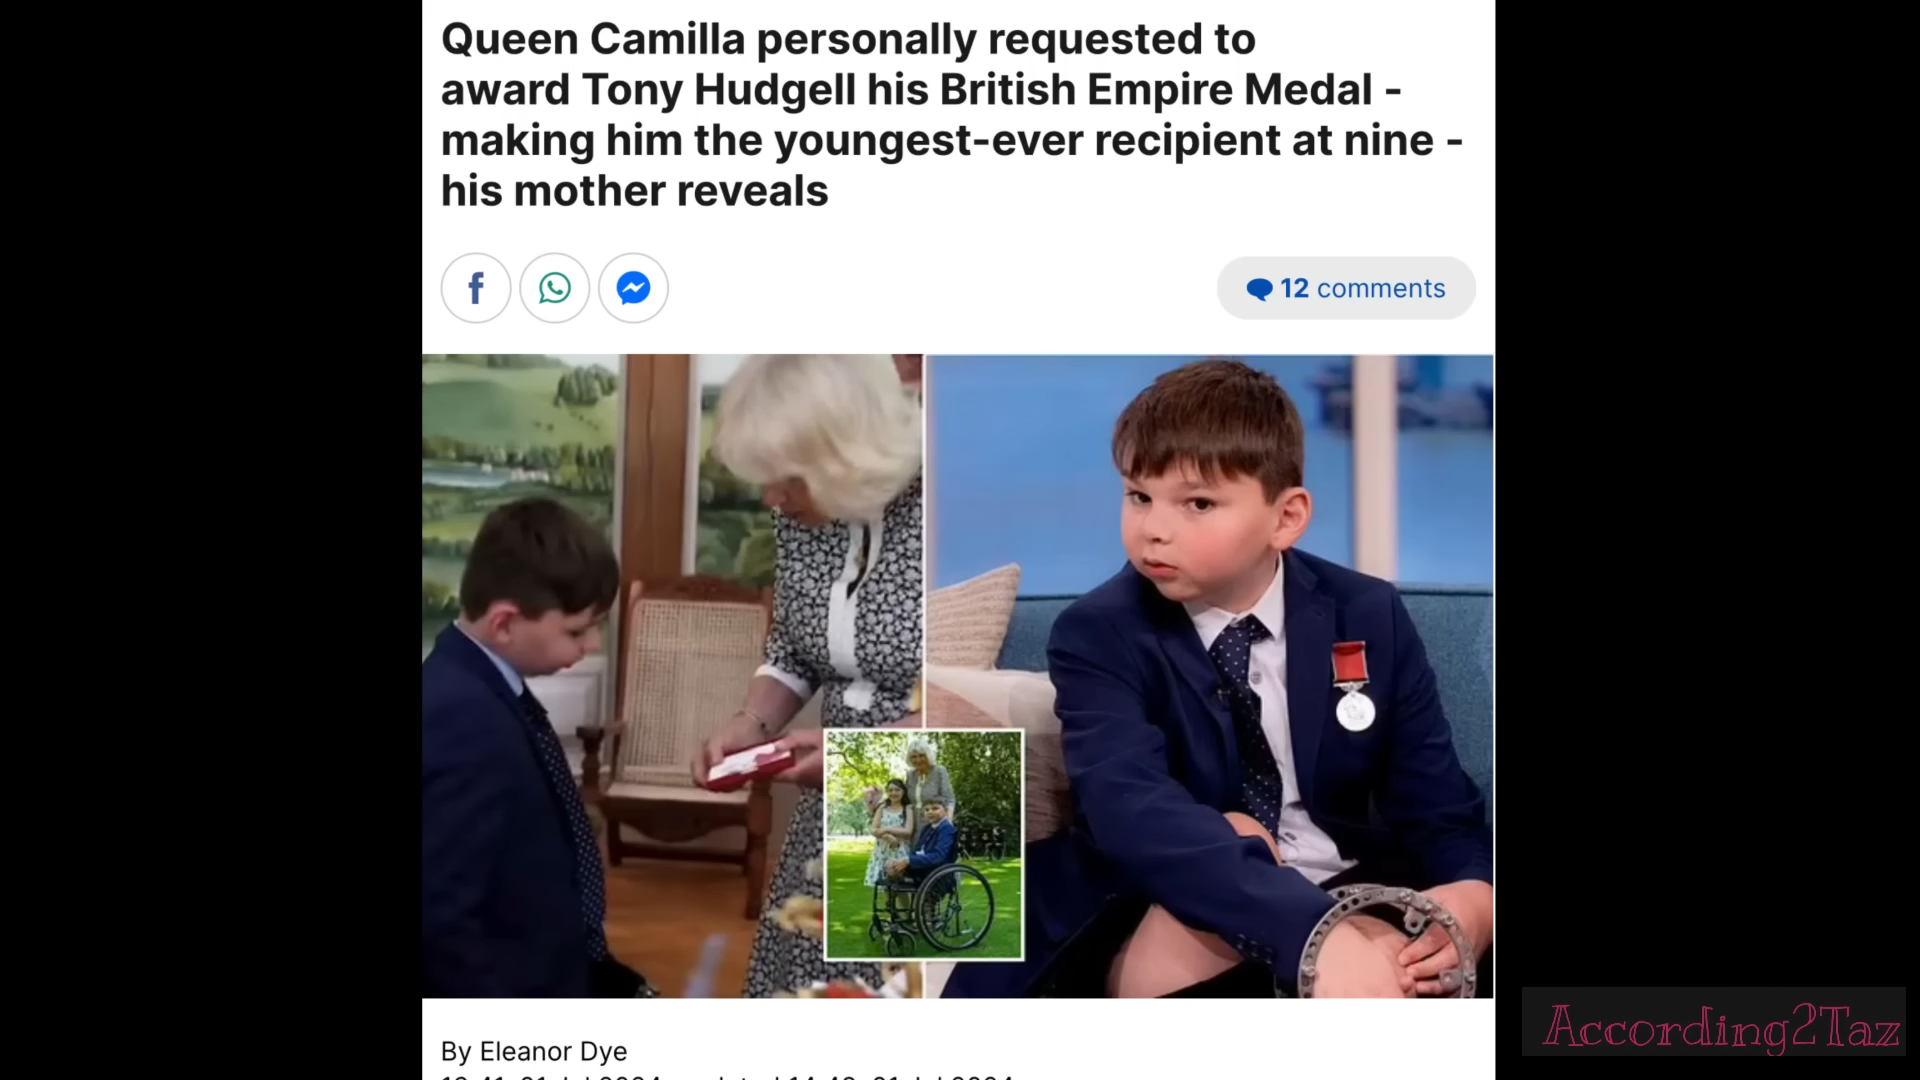 Queen Camilla personally requested to
award Tony Hudgell his British Empire Medal -
making him the youngest-ever recipient at nine -
his mother reveals
12 comments
By Eleanor Dye
According2Taz